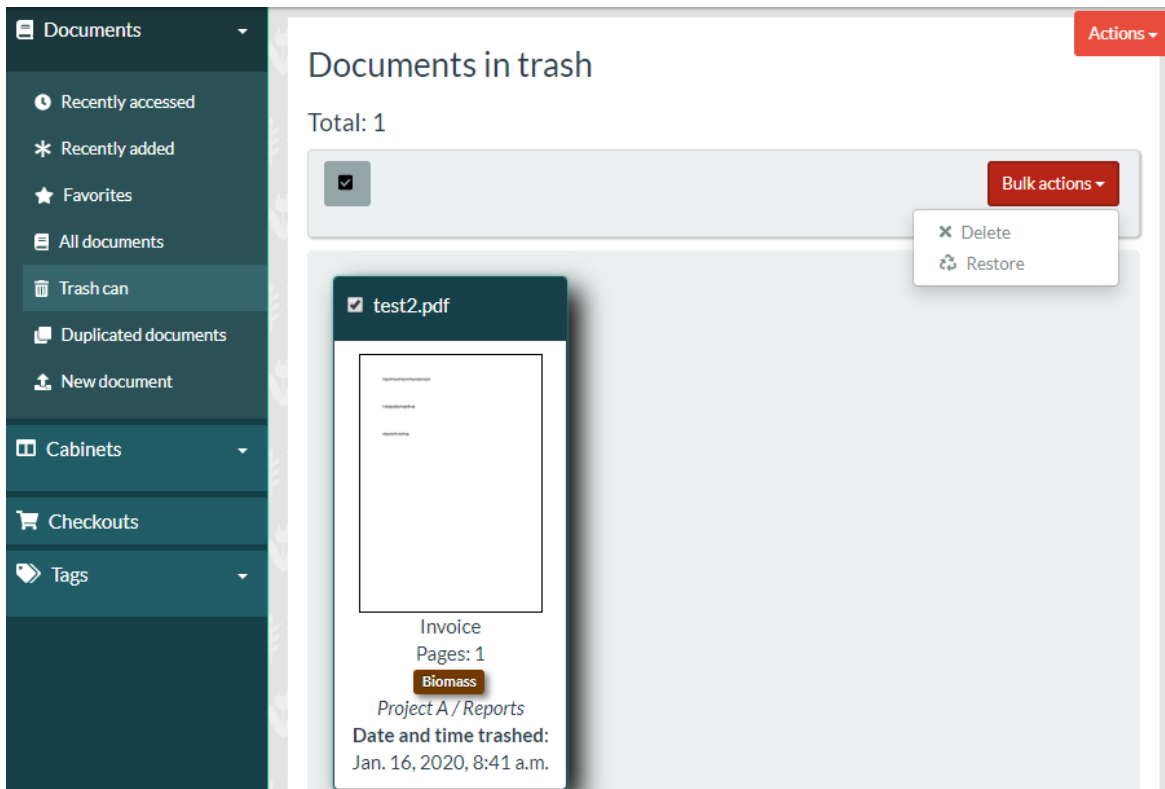 Documents
Recently accessed
Recently added
Favorites
All documents
Trash can
Duplicated documents
New document
Cabinets
Checkouts
Tags
Actions
Documents in trash
Total: 1
Bulk actions
Delete
Restore
test2.pdf
Invoice
Pages: 1
Biomass
Project A / Reports
Date and time trashed:
Jan. 16, 2020, 8:41 a.m.